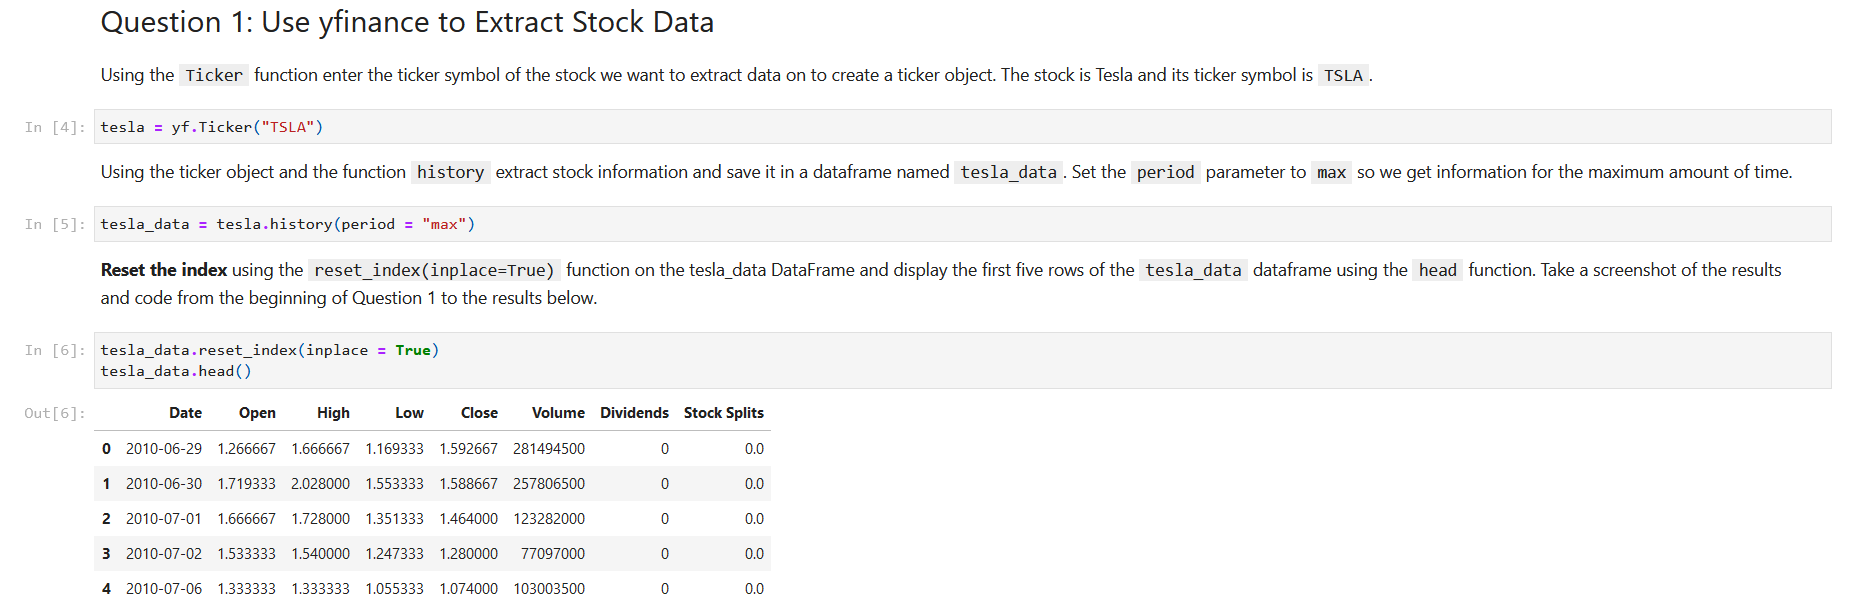 Question 1: Use yfinance to Extract Stock Data
Using the Ticker function enter the ticker symbol of the stock we want to extract data on to create a ticker object. The stock is Tesla and its ticker symbol is TSLA .
In [4]: tesla = yf.Ticker("TSLA")
Using the ticker object and the function history extract stock information and save it in a dataframe named tesla_data . Set the period parameter to max so we get information for the maximum amount of time.
In [5]: tesla_data = tesla.history(period = "max")
Reset the index using the reset_index(inplace=True) function on the tesla_data DataFrame and display the first five rows of the tesla_data dataframe using the head function. Take a screenshot of the results
and code from the beginning of Question 1 to the results below.
In [6]: tesla_data.reset_index(inplace = True)
tesla_data.head()
Out[6]: Date Open High Low Close Volume Dividends Stock Splits
0 2010-06-29 1.266667 1.666667 1.169333 1.592667 281494500 0 0.0
1 2010-06-30 1.719333 2.028000 1.553333 1.588667 257806500 0 0.0
2 2010-07-01 1.666667 1.728000 1.351333 1.464000 123282000 0 0.0
3 2010-07-02 1.533333 1.540000 1.247333 1.280000 77097000 0 0.0
4 2010-07-06 1.333333 1.333333 1.055333 1.074000 103003500 0 0.0